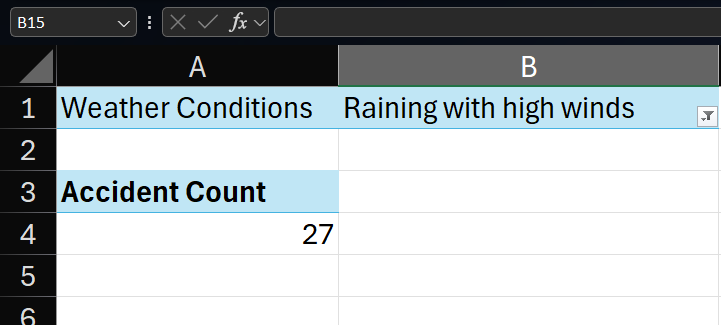 B15 fx
A B
1 Weather Conditions Raining with high winds
2
3 Accident Count
4 27
5
6